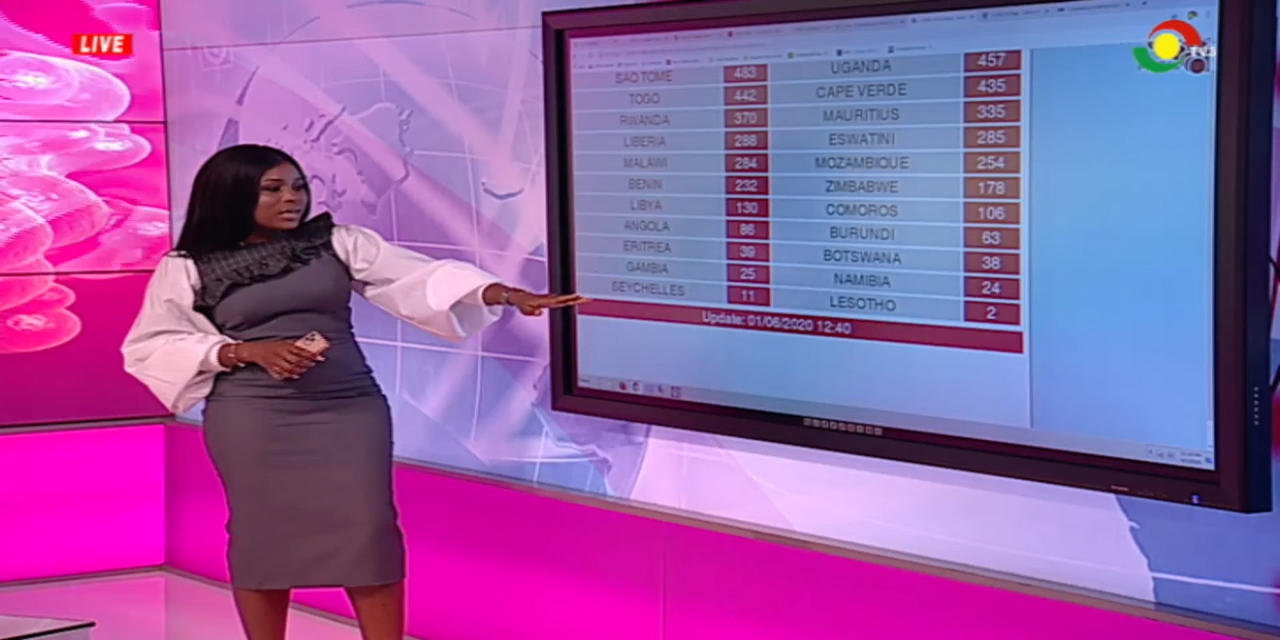 LIVE
TV3
SAO TOME 483 UGANDA 457
TOGO 442 CAPE VERDE 435
RWANDA 370 MAURITIUS 335
LIBERIA 288 ESWATINI 285
MALAWI 284 MOZAMBIQUE 254
BENIN 232 ZIMBABWE 178
LIBYA 130 COMOROS 106
ANGOLA 86 BURUNDI 63
ERITREA 39 BOTSWANA 38
GAMBIA 25 NAMIBIA 24
SEYCHELLES 11 LESOTHO 2
Update: 01/06/2020 12:40